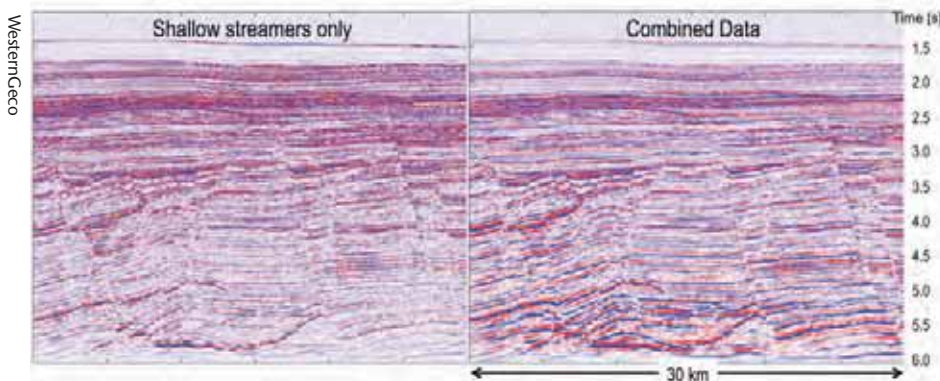 WesternGeco
Shallow streamers only
Combined Data
Time [s]
1.5
2.0
2.5
3.0
3.5
4.0
4.5
5.0
5.5
6.0
30 km